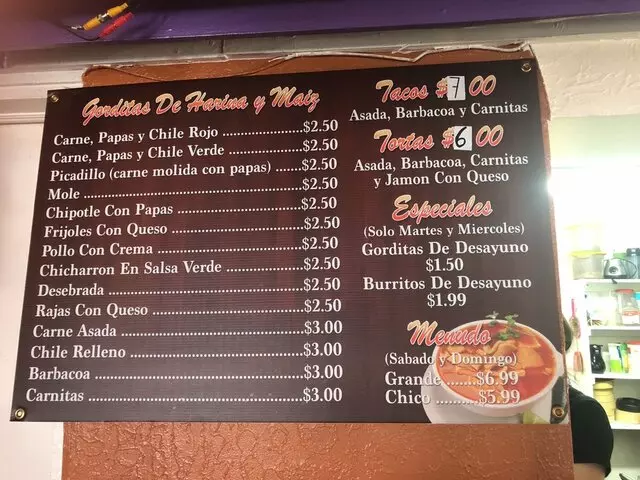 Gorditas De Harina y Maiz
Carne, Papas y Chile Rojo ....................$2.50
Carne, Papas y Chile Verde ..................$2.50
Picadillo (carne molida con papas) ......$2.50
Mole ........................................................$2.50
Chipotle Con Papas ...............................$2.50
Frijoles Con Queso .................................$2.50
Pollo Con Crema ....................................$2.50
Chicharron En Salsa Verde ...................$2.50
Desebrada ...............................................$2.50
Rajas Con Queso .....................................$2.50
Carne Asada ............................................$3.00
Chile Relleno ...........................................$3.00
Barbacoa ..................................................$3.00
Carnitas ...................................................$3.00
Tacos $7.00
Asada, Barbacoa y Carnitas
Tortas $6.00
Asada, Barbacoa, Carnitas
y Jamon Con Queso
Especiales
(Solo Martes y Miercoles)
Gorditas De Desayuno
$1.50
Burritos De Desayuno
$1.99
Menudo
(Sabado y Domingo)
Grande .......$6.99
Chico ..........$5.99